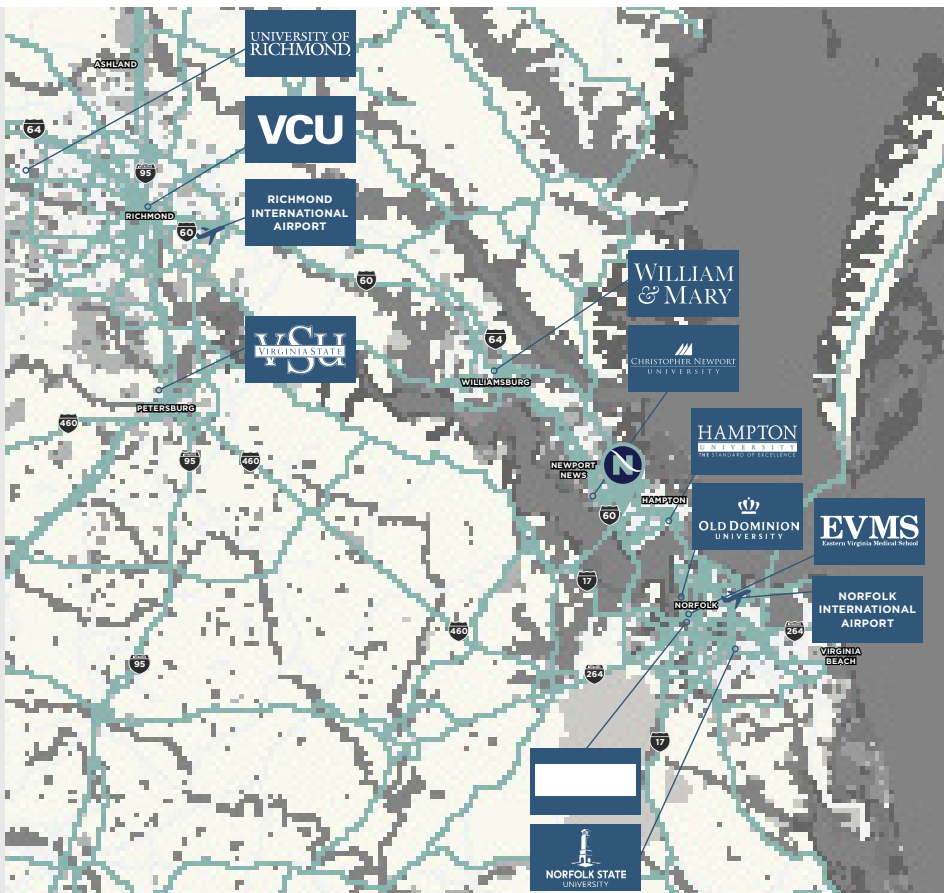 UNIVERSITY OF
RICHMOND
ASHLAND
VCU
64
95
RICHMOND
INTERNATIONAL
AIRPORT
RICHMOND
60
60
WILLIAM
& MARY
VSU
VIRGINIA STATE
64
CHRISTOPHER NEWPORT
UNIVERSITY
WILLIAMSBURG
PETERSBURG
460
HAMPTON
UNIVERSITY
THE STANDARD OF EXCELLENCE
95
460
N
NEWPORT
NEWS
HAMPTON
60
OLD DOMINION
UNIVERSITY
EVMS
Eastern Virginia Medical School
17
NORFOLK
NORFOLK
INTERNATIONAL
AIRPORT
460
264
VIRGINIA
BEACH
95
264
17
NORFOLK STATE
UNIVERSITY